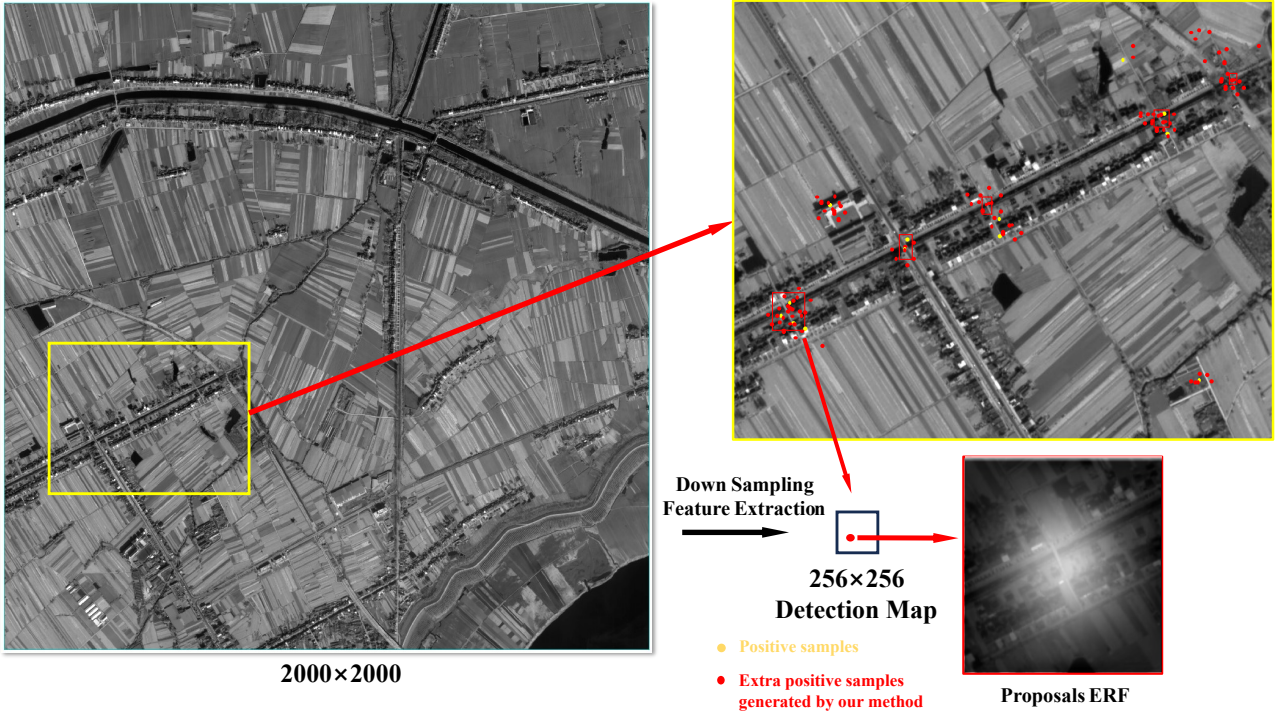 2000×2000
Down Sampling
Feature Extraction
256×256
Detection Map
Positive samples
Extra positive samples
generated by our method
Proposals ERF